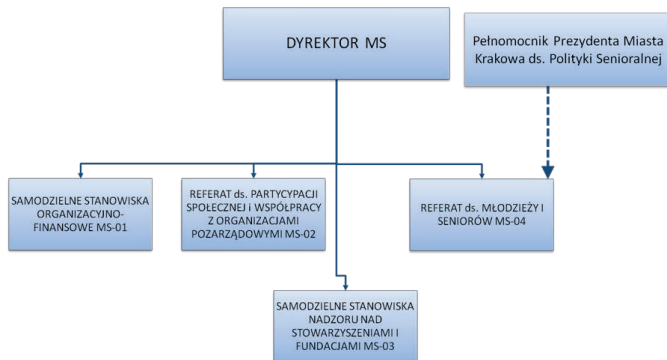 DYREKTOR MS
Pełnomocnik Prezydenta Miasta
Krakowa ds. Polityki Senioralnej
SAMODZIELNE STANOWISKA
ORGANIZACYJNO-
FINANSOWE MS-01
REFERAT ds. PARTYCYPACJI
SPOŁECZNEJ i WSPÓŁPRACY
Z ORGANIZACJAMI
POZARZĄDOWYMI MS-02
REFERAT ds. MŁODZIEŻY I
SENIORÓW MS-04
SAMODZIELNE STANOWISKA
NADZORU NAD
STOWARZYSZENIAMI I
FUNDACJAMI MS-03